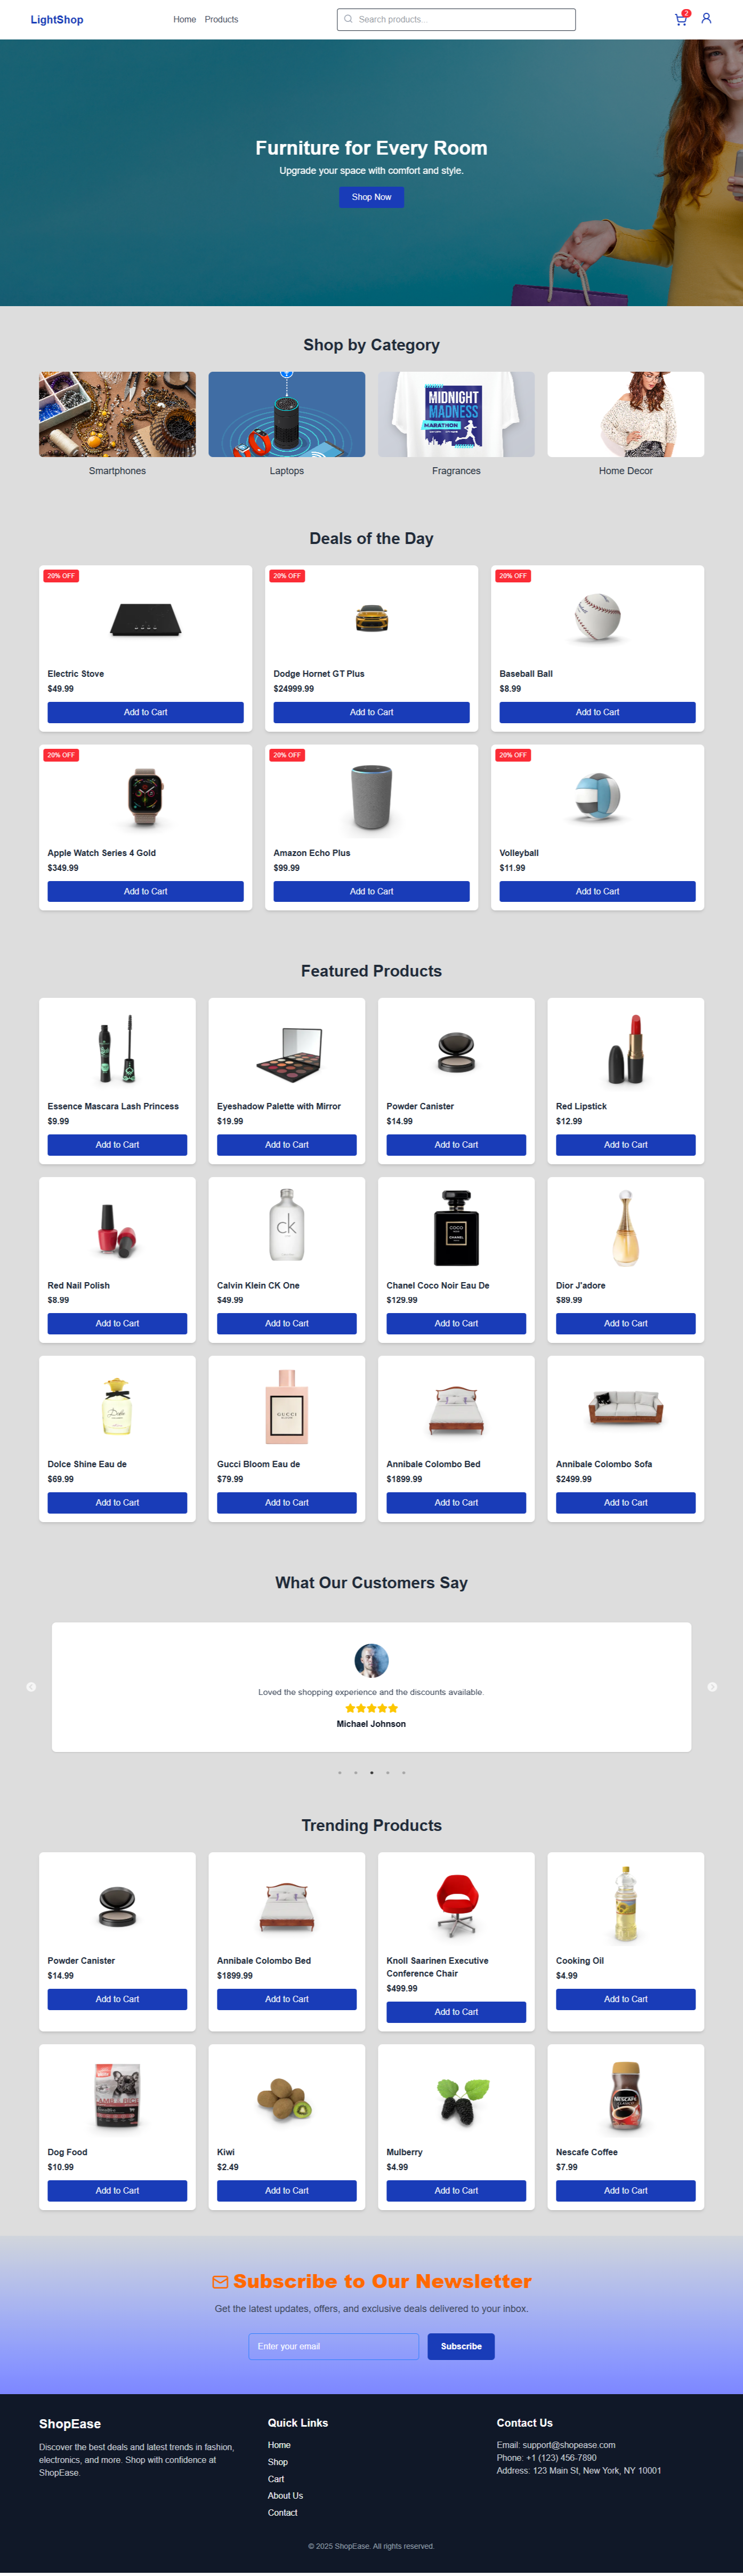 LightShop
Home Products
Search products...
2
Furniture for Every Room
Upgrade your space with comfort and style.
Shop Now
Shop by Category
MIDNIGHT
MADNESS
MARATHON
Smartphones Laptops Fragrances Home Decor
Deals of the Day
20% OFF 20% OFF 20% OFF
Electric Stove Dodge Hornet GT Plus Baseball Ball
$49.99 $24999.99 $8.99
Add to Cart Add to Cart Add to Cart
20% OFF 20% OFF 20% OFF
Apple Watch Series 4 Gold Amazon Echo Plus Volleyball
$349.99 $99.99 $11.99
Add to Cart Add to Cart Add to Cart
Featured Products
Essence Mascara Lash Princess Eyeshadow Palette with Mirror Powder Canister Red Lipstick
$9.99 $19.99 $14.99 $12.99
Add to Cart Add to Cart Add to Cart Add to Cart
ck
COCO
CHANEL
Red Nail Polish Calvin Klein CK One Chanel Coco Noir Eau De Dior J'adore
$8.99 $49.99 $129.99 $89.99
Add to Cart Add to Cart Add to Cart Add to Cart
Dolce
GUCCI
Dolce Shine Eau de Gucci Bloom Eau de Annibale Colombo Bed Annibale Colombo Sofa
$69.99 $79.99 $1899.99 $2499.99
Add to Cart Add to Cart Add to Cart Add to Cart
What Our Customers Say
Loved the shopping experience and the discounts available.
Michael Johnson
Trending Products
Powder Canister Annibale Colombo Bed Knoll Saarinen Executive Cooking Oil
Conference Chair
$14.99 $1899.99 $499.99 $4.99
Add to Cart Add to Cart Add to Cart Add to Cart
NESCAFE
Dog Food Kiwi Mulberry Nescafe Coffee
$10.99 $2.49 $4.99 $7.99
Add to Cart Add to Cart Add to Cart Add to Cart
Subscribe to Our Newsletter
Get the latest updates, offers, and exclusive deals delivered to your inbox.
Enter your email
Subscribe
ShopEase
Discover the best deals and latest trends in fashion,
electronics, and more. Shop with confidence at
ShopEase.
Quick Links
Home
Shop
Cart
About Us
Contact
Contact Us
Email: support@shopease.com
Phone: +1 (123) 456-7890
Address: 123 Main St, New York, NY 10001
© 2025 ShopEase. All rights reserved.